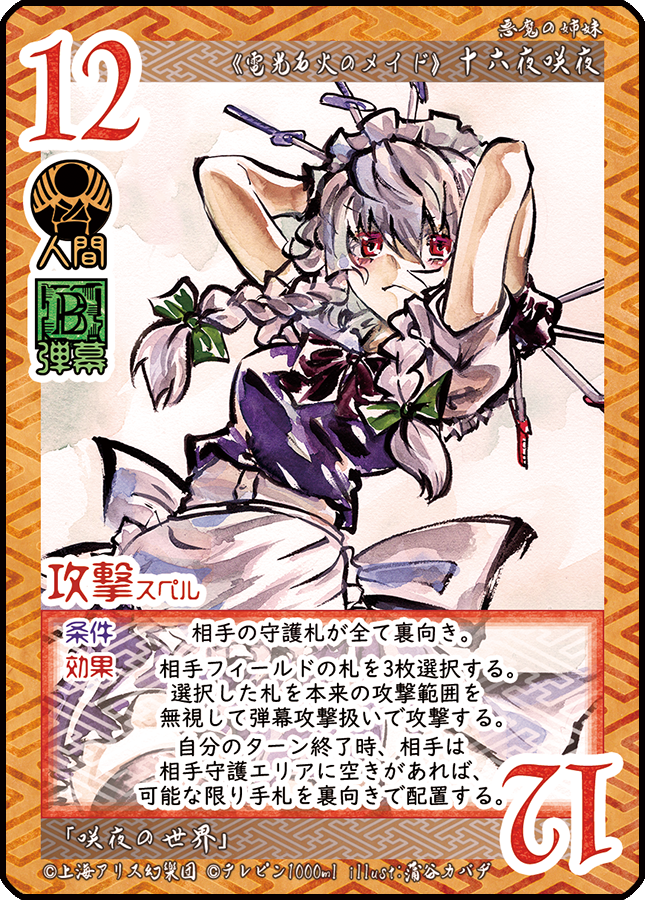 12
悪魔の姉妹
《電光石火のメイド》 十六夜咲夜
人間
B
弾幕
攻撃スペル
条件 相手の守護札が全て裏向き。
効果 相手フィールドの札を3枚選択する。
選択した札を本来の攻撃範囲を
無視して弾幕攻撃扱いで攻撃する。
自分のターン終了時、相手は
相手守護エリアに空きがあれば、
可能な限り手札を裏向きで配置する。
12
「咲夜の世界」
©上海アリス幻樂団 ©テレピン1000ml illust:蒲谷カバヂ